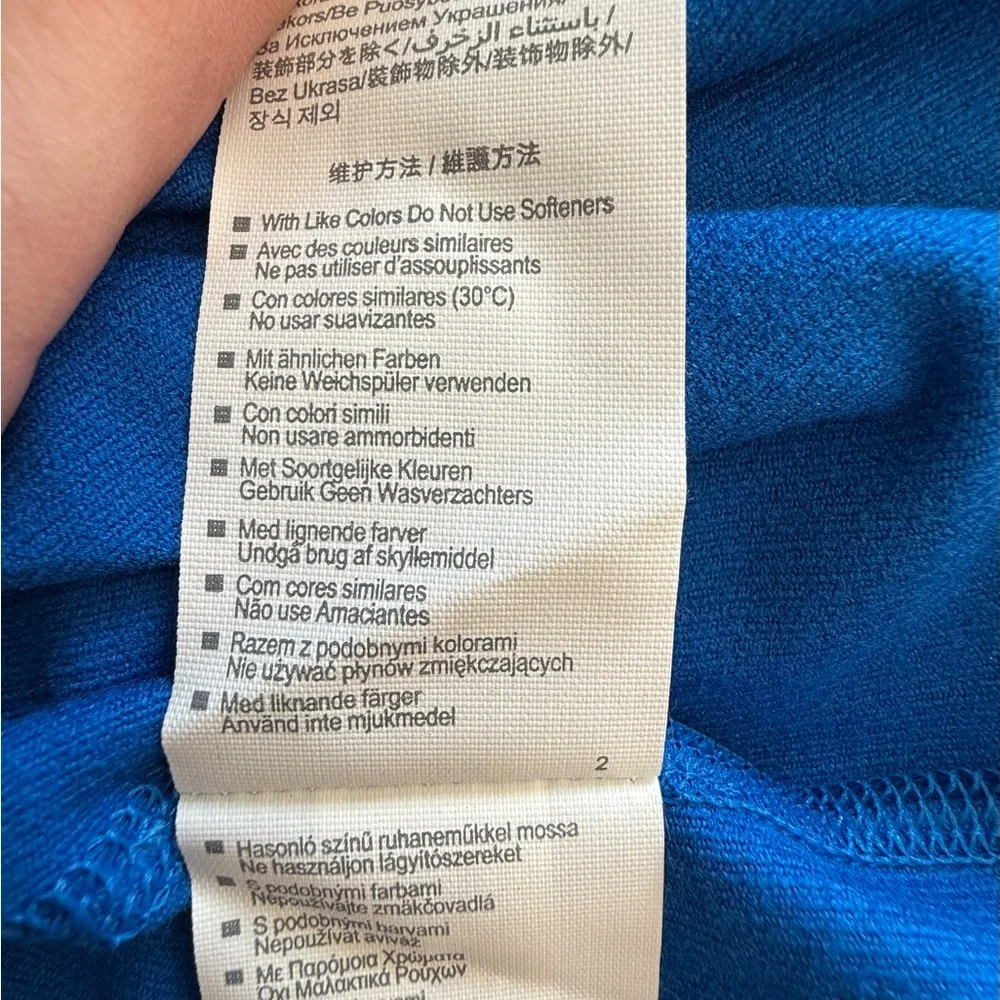 Be
За Исключением Украшений/
装飾部分を除く/باستثناء الزخرف/
Bez Ukrasa/裝飾物除外/装饰物除外/
장식 제외
维护方法 / 維護方法
With Like Colors Do Not Use Softeners
Avec des couleurs similaires
Ne pas utiliser d'assouplissants
Con colores similares (30°C)
No usar suavizantes
Mit ähnlichen Farben
Keine Weichspüler verwenden
Con colori simili
Non usare ammorbidenti
Met Soortgelijke Kleuren
Gebruik Geen Wasverzachters
Med lignende farver
Undgå brug af skyllemiddel
Com cores similares
Não use Amaciantes
Razem z podobnymi kolorami
Nie używać płynów zmiękczających
Med liknande färger
Använd inte mjukmedel
2
Hasonló színű ruhaneműkkel mossa
Ne használjon lágyítószereket
S podobnými farbami
Nepoužívajte zmäkčovadlá
S podobnými barvami
Nepoužívat aviváž
Με Παρόμοια Χρώματα
Οχι Μαλακτικά Ρούχων